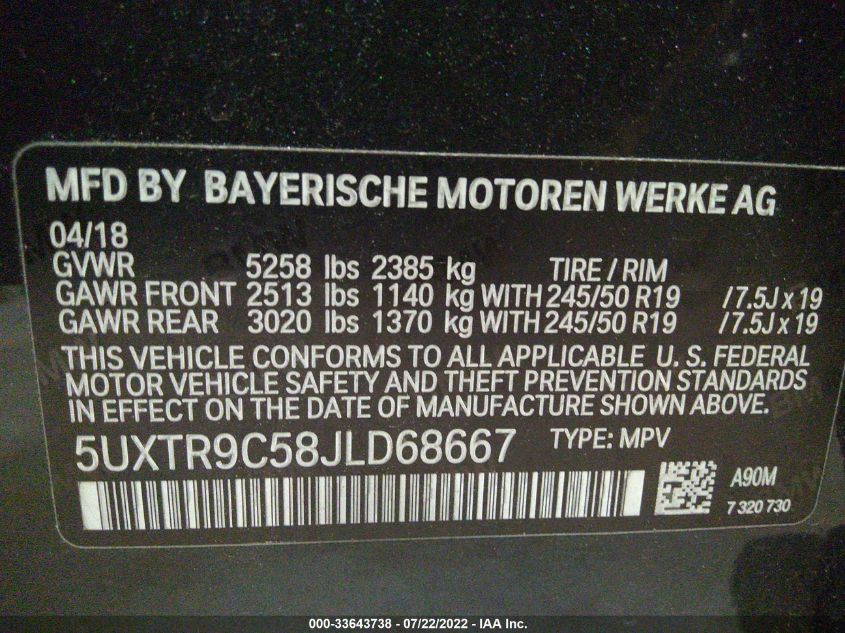 MFD BY BAYERISCHE MOTOREN WERKE AG
04/18
GVWR 5258 lbs 2385 kg TIRE / RIM
GAWR FRONT 2513 lbs 1140 kg WITH 245/50 R19 / 7.5J x 19
GAWR REAR 3020 lbs 1370 kg WITH 245/50 R19 / 7.5J x 19
THIS VEHICLE CONFORMS TO ALL APPLICABLE U. S. FEDERAL
MOTOR VEHICLE SAFETY AND THEFT PREVENTION STANDARDS
IN EFFECT ON THE DATE OF MANUFACTURE SHOWN ABOVE.
5UXTR9C58JLD68667 TYPE: MPV
A90M
7 320 730
000-33643738 - 07/22/2022 - IAA Inc.